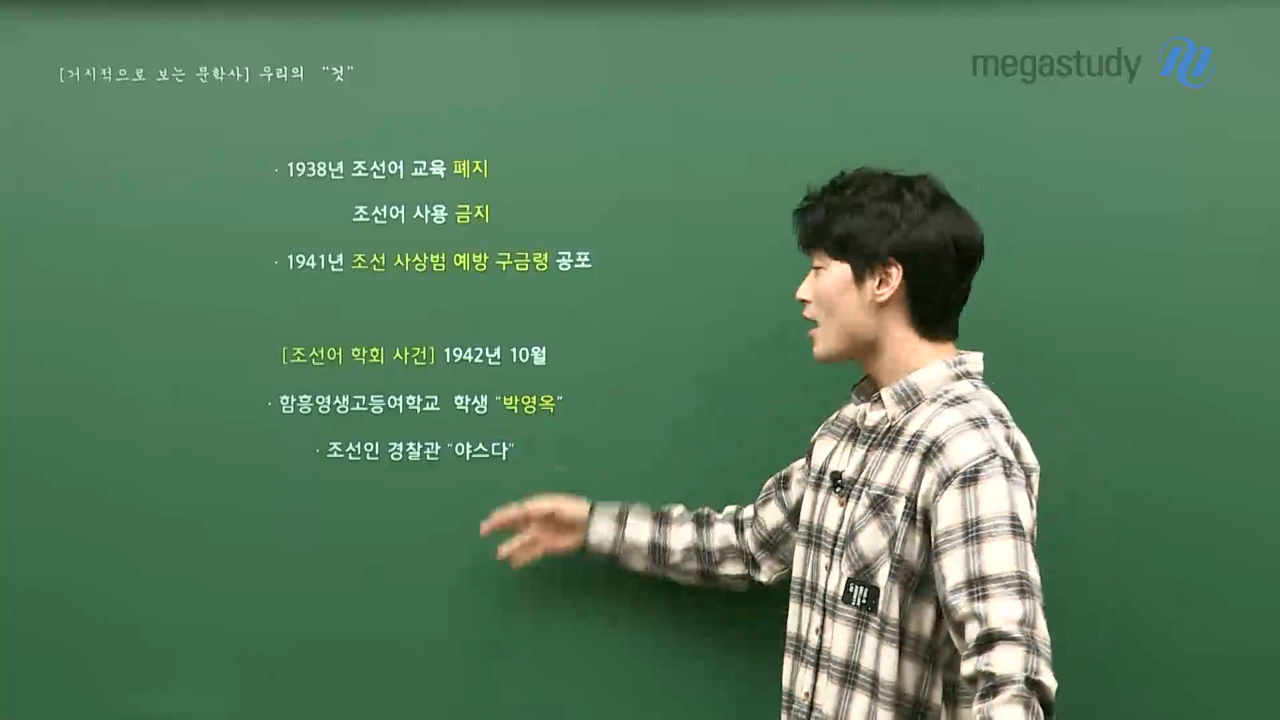 [거시적으로 보는 문학사] 우리의 "것"
megastudy
· 1938년 조선어 교육 폐지
조선어 사용 금지
· 1941년 조선 사상범 예방 구금령 공포
[조선어 학회 사건] 1942년 10월
· 함흥영생고등여학교 학생 "박영옥"
· 조선인 경찰관 "야스다"